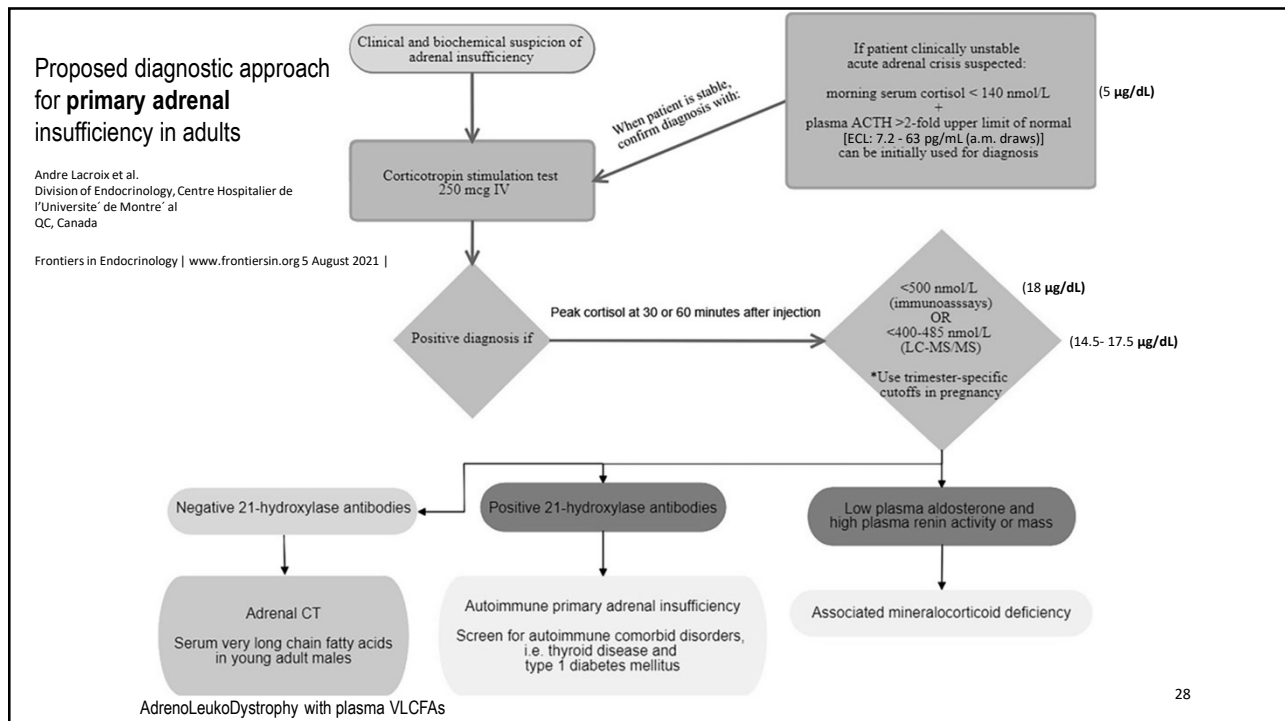 Proposed diagnostic approach
for primary adrenal
insufficiency in adults
Andre Lacroix et al.
Division of Endocrinology, Centre Hospitalier de
l'Universite´ de Montre´ al
QC, Canada
Frontiers in Endocrinology | www.frontiersin.org 5 August 2021 |
Clinical and biochemical suspicion of
adrenal insufficiency
If patient clinically unstable
acute adrenal crisis suspected:
morning serum cortisol < 140 nmol/L
+
plasma ACTH >2-fold upper limit of normal
[ECL: 7.2 - 63 pg/mL (a.m. draws)]
can be initially used for diagnosis
(5 µg/dL)
When patient is stable,
confirm diagnosis with:
Corticotropin stimulation test
250 mcg IV
Positive diagnosis if
Peak cortisol at 30 or 60 minutes after injection
<500 nmol/L
(immunoasssays)
OR
<400-485 nmol/L
(LC-MS/MS)
*Use trimester-specific
cutoffs in pregnancy
(18 µg/dL)
(14.5- 17.5 µg/dL)
Negative 21-hydroxylase antibodies
Positive 21-hydroxylase antibodies
Low plasma aldosterone and
high plasma renin activity or mass
Adrenal CT
Serum very long chain fatty acids
in young adult males
Autoimmune primary adrenal insufficiency
Screen for autoimmune comorbid disorders,
i.e. thyroid disease and
type 1 diabetes mellitus
Associated mineralocorticoid deficiency
AdrenoLeukoDystrophy with plasma VLCFAs
28